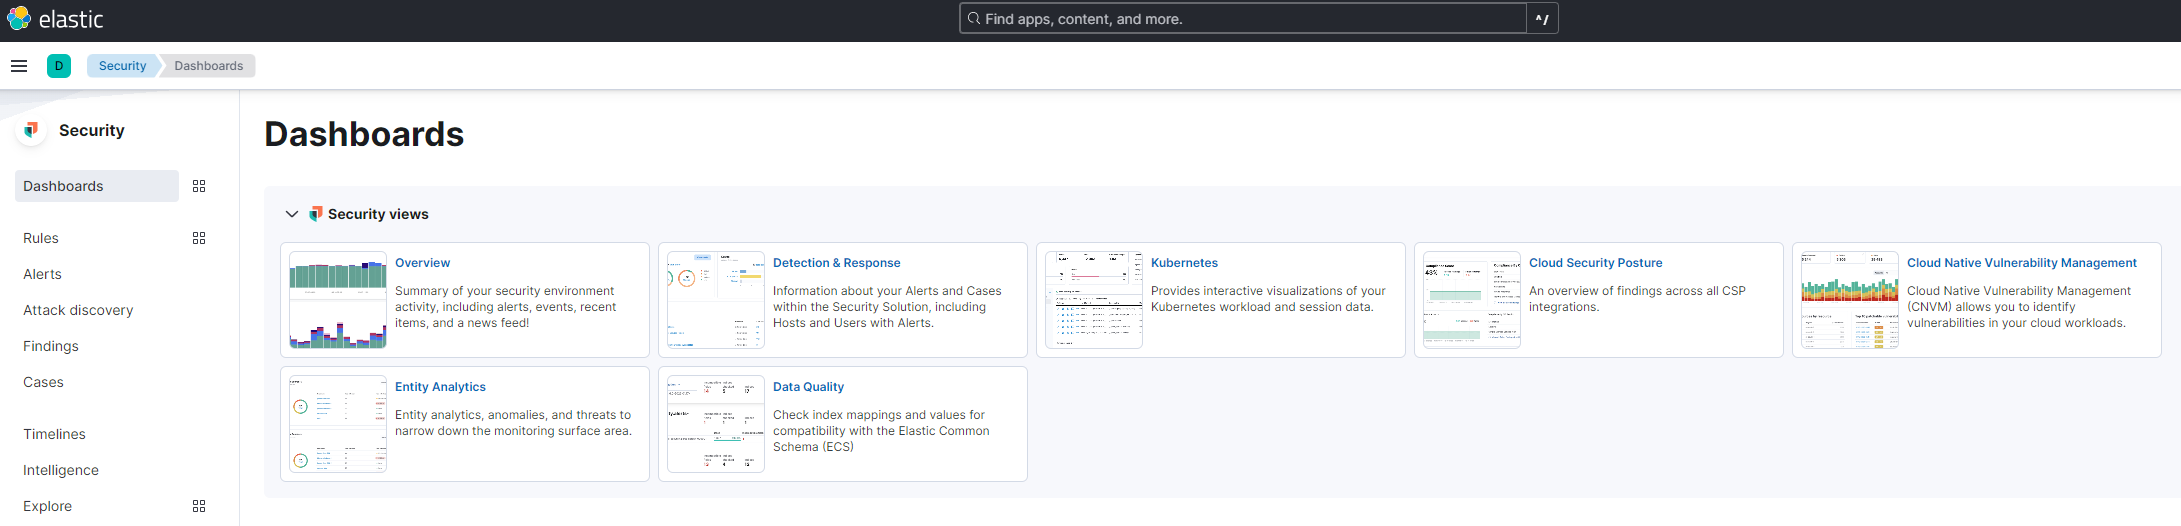 elastic
Find apps, content, and more.
^/
D
Security
Dashboards
Security
Dashboards
Rules
Alerts
Attack discovery
Findings
Cases
Timelines
Intelligence
Explore
Dashboards
Security views
Overview
Summary of your security environment
activity, including alerts, events, recent
items, and a news feed!
Detection & Response
Information about your Alerts and Cases
within the Security Solution, including
Hosts and Users with Alerts.
Kubernetes
Provides interactive visualizations of your
Kubernetes workload and session data.
43%
Cloud Security Posture
An overview of findings across all CSP
integrations.
Cloud Native Vulnerability Management
Cloud Native Vulnerability Management
(CNVM) allows you to identify
vulnerabilities in your cloud workloads.
Entity Analytics
Entity analytics, anomalies, and threats to
narrow down the monitoring surface area.
Data Quality
Check index mappings and values for
compatibility with the Elastic Common
Schema (ECS)